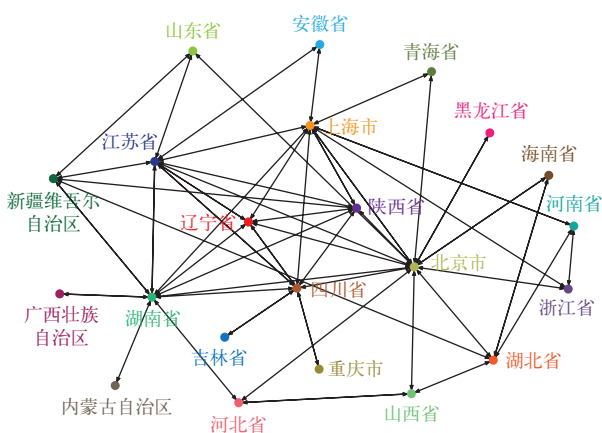 安徽省
山东省
青海省
黑龙江省
上海市
江苏省
海南省
新疆维吾尔
自治区
辽宁省
陕西省
河南省
北京市
四川省
浙江省
广西壮族
自治区
湖南省
吉林省
重庆市
湖北省
内蒙古自治区
河北省
山西省